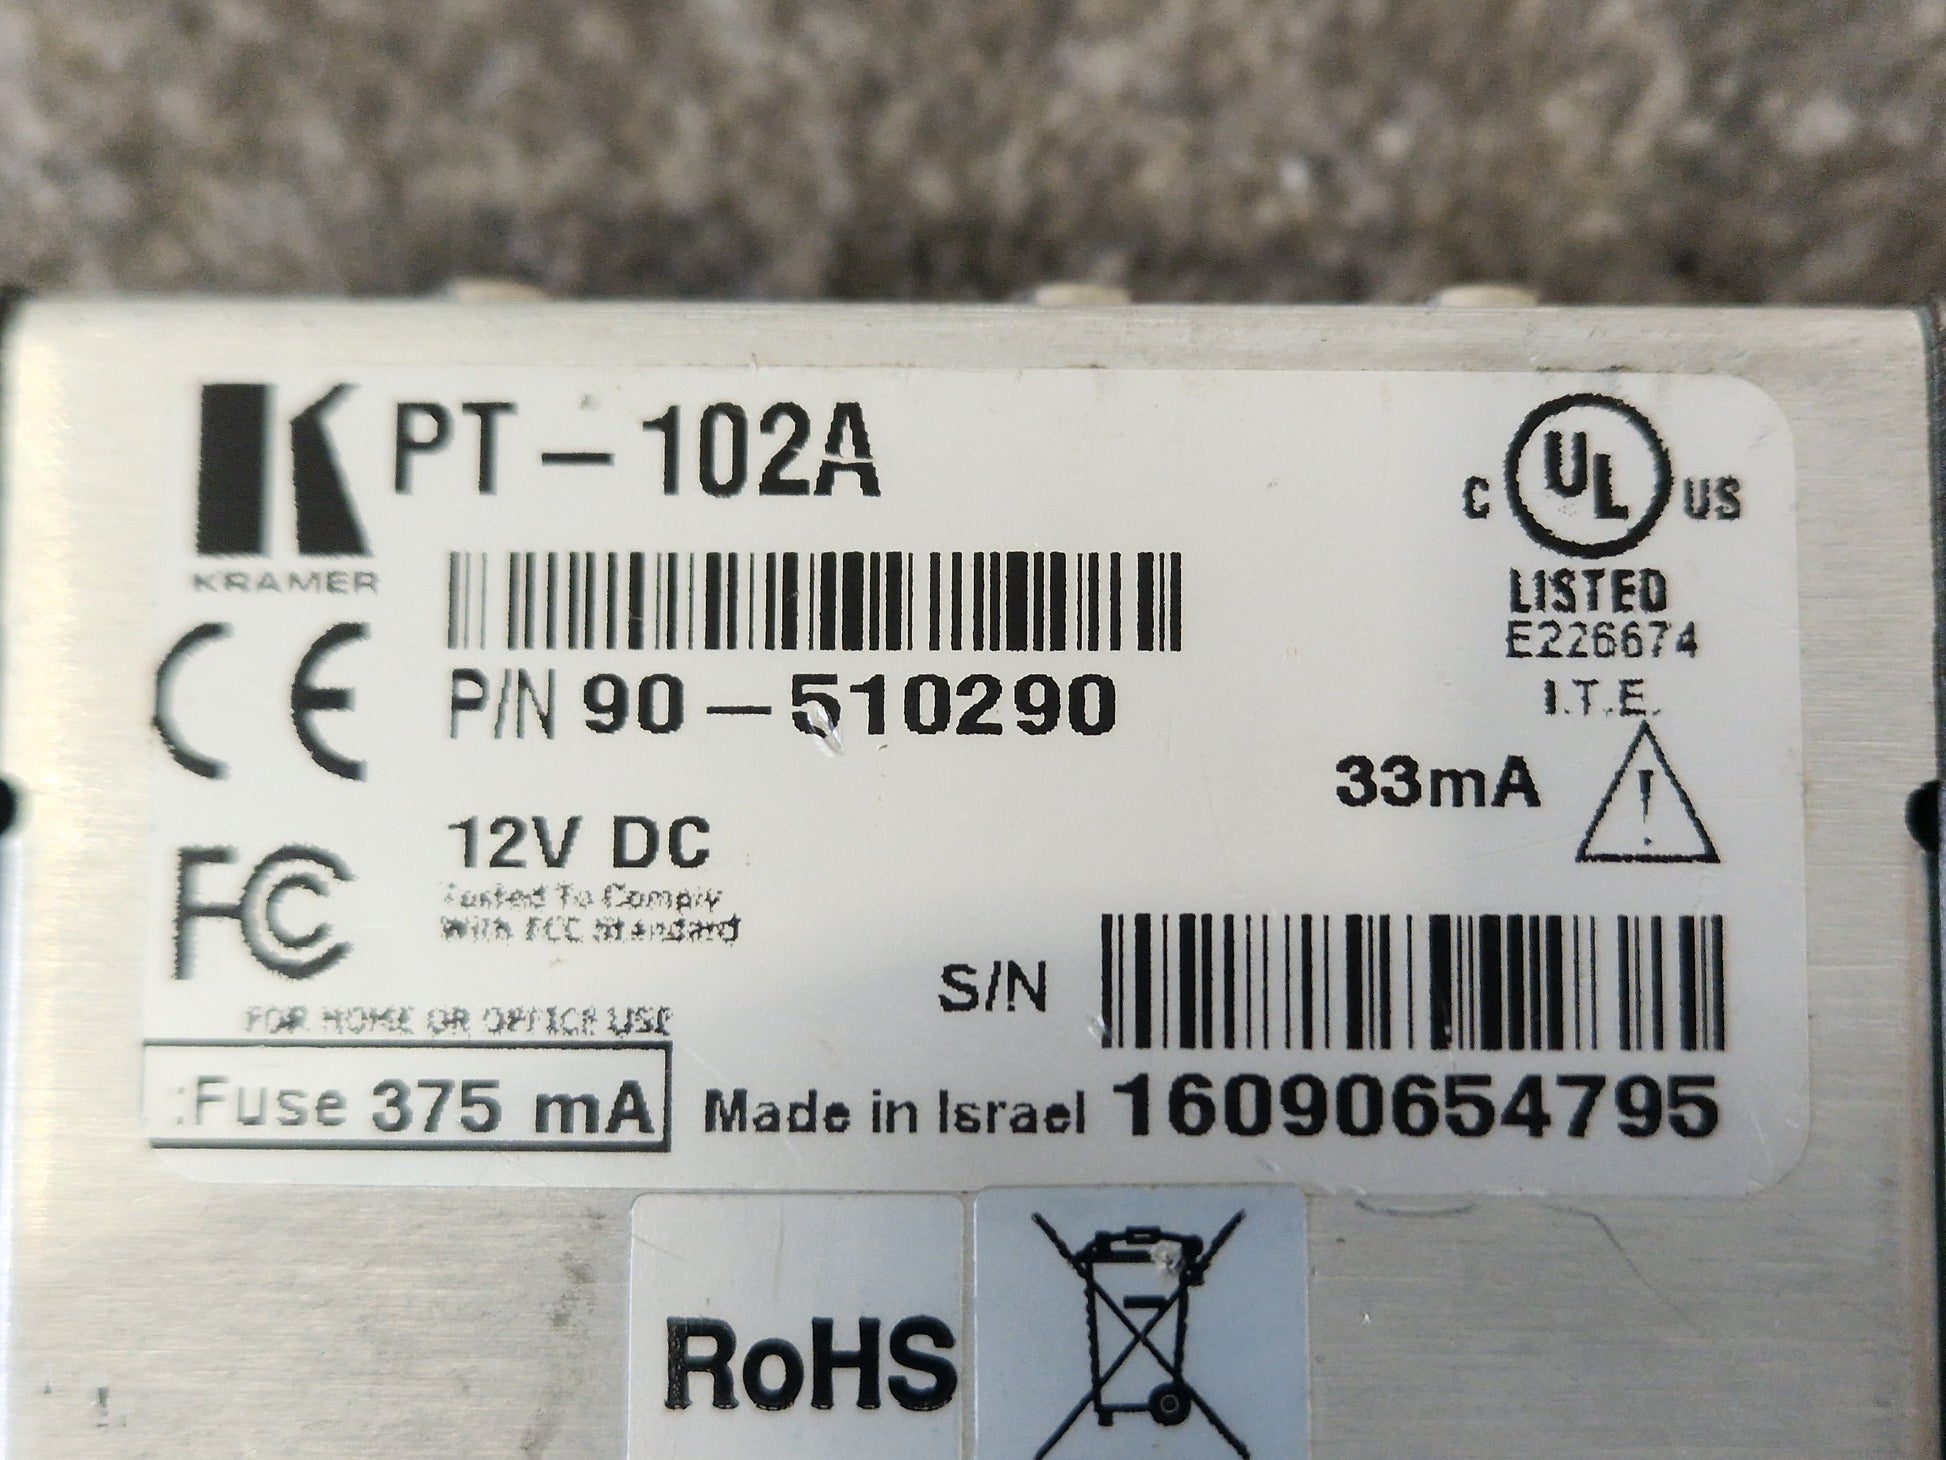 KRAMER
PT-102A
C UL US
LISTED
E226674
I.T.E.
CE
P/N 90-510290
33mA
12V DC
FC
Tested To Comply
With FCC Standard
FOR HOME OR OFFICE USE
S/N
:Fuse 375 mA
Made in Israel 16090654795
RoHS